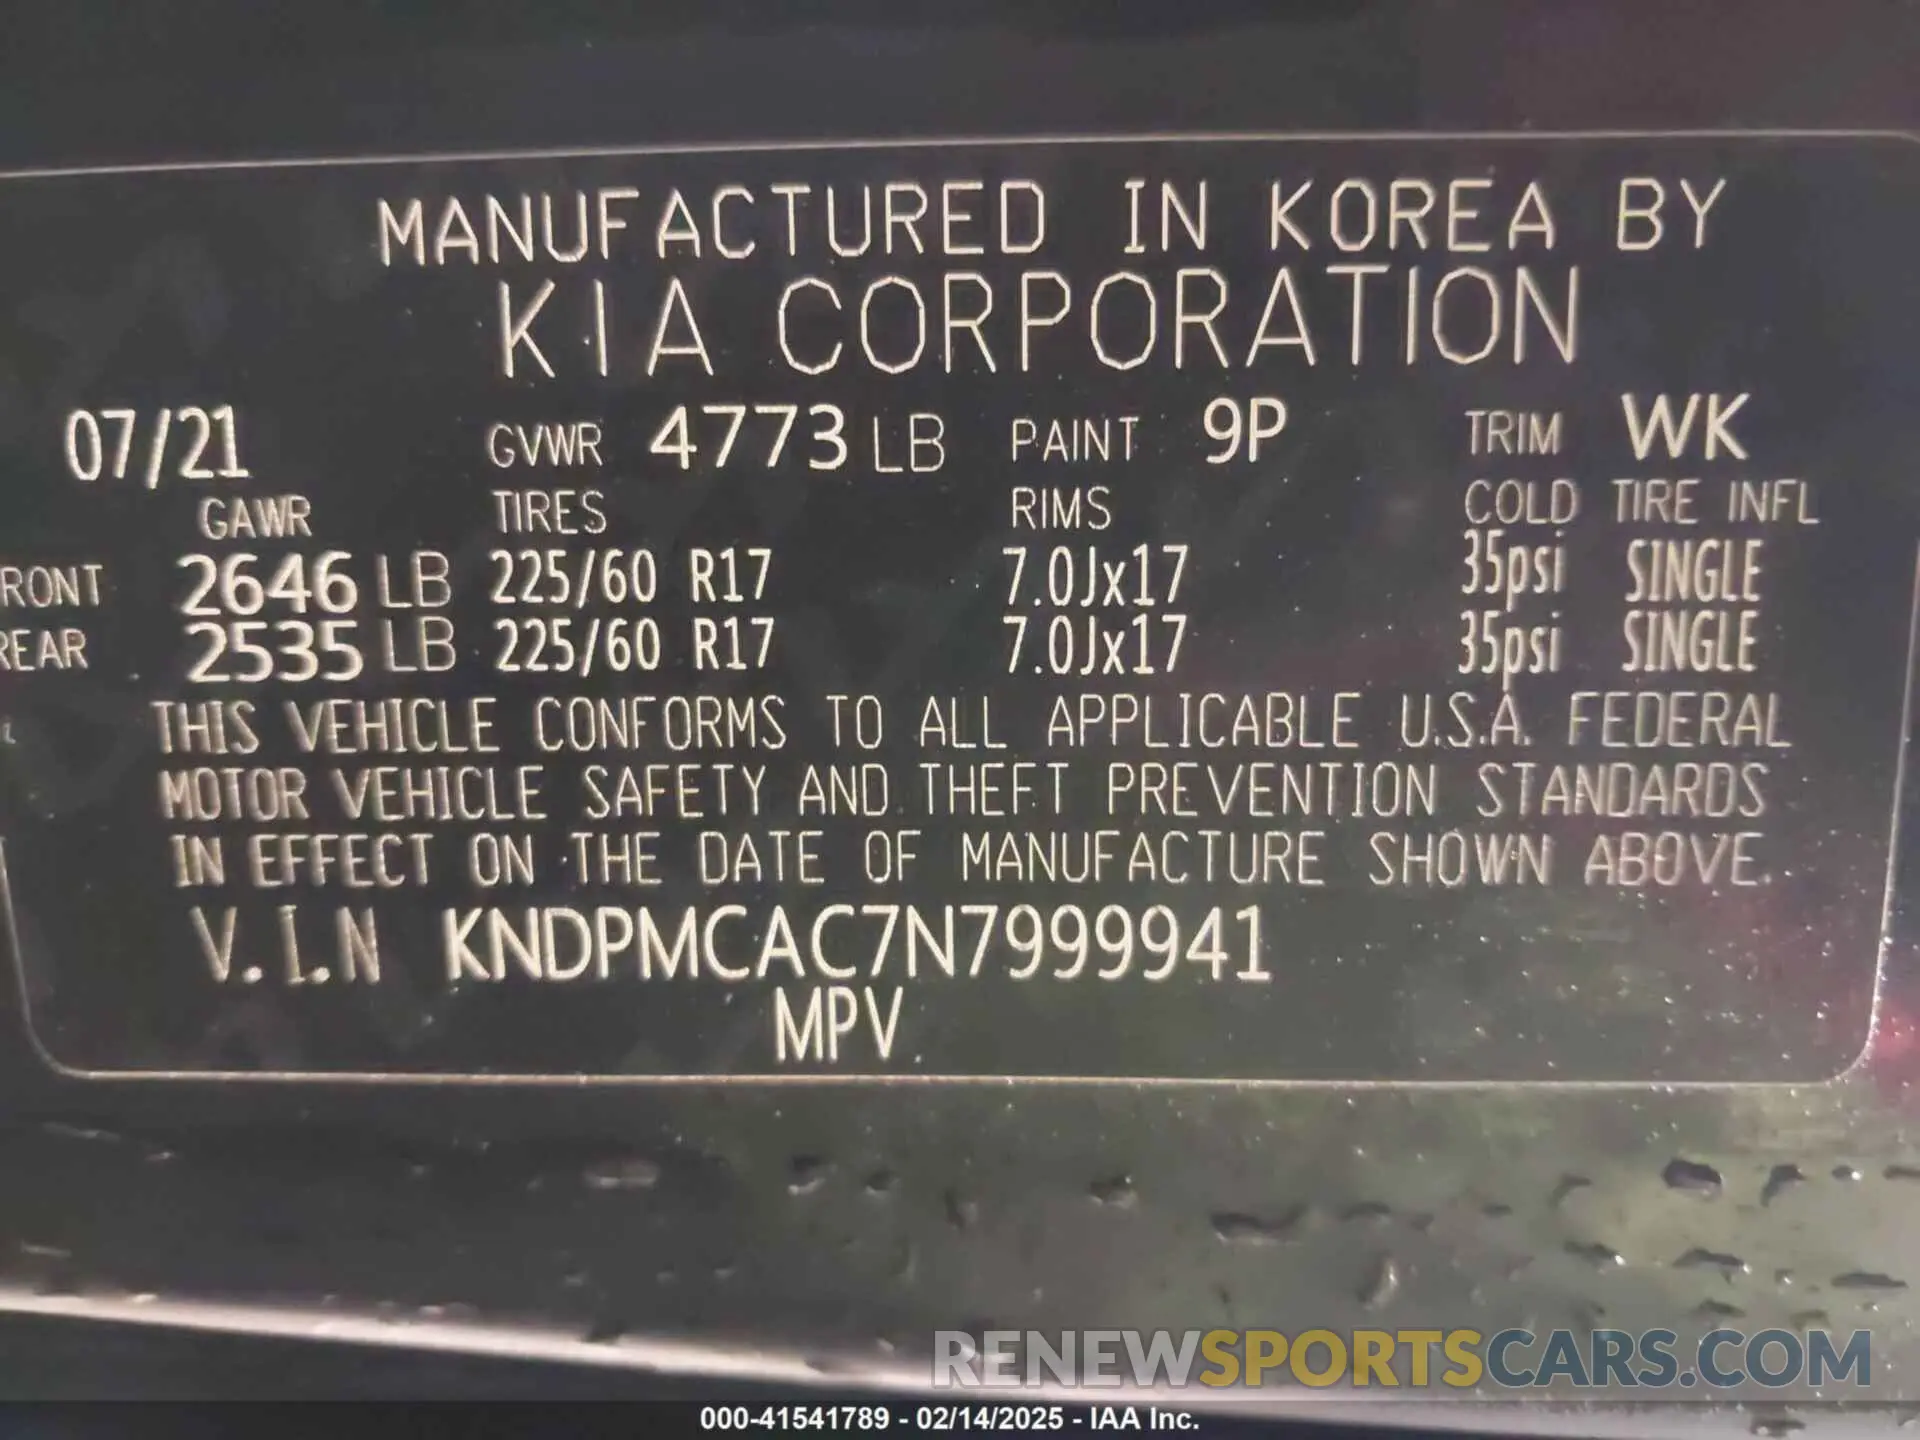 MANUFACTURED IN KOREA BY
KIA CORPORATION
07/21 GVWR 4773 LB PAINT 9P TRIM WK
GAWR TIRES RIMS COLD TIRE INFL
RONT 2646 LB 225/60 R17 7.0Jx17 35psi SINGLE
REAR 2535 LB 225/60 R17 7.0Jx17 35psi SINGLE
THIS VEHICLE CONFORMS TO ALL APPLICABLE U.S.A. FEDERAL
MOTOR VEHICLE SAFETY AND THEFT PREVENTION STANDARDS
IN EFFECT ON THE DATE OF MANUFACTURE SHOWN ABOVE.
V.I.N KNDPMCAC7N7999941
MPV
RENEWSPORTSCARS.COM
000-41541789 - 02/14/2025 - IAA Inc.